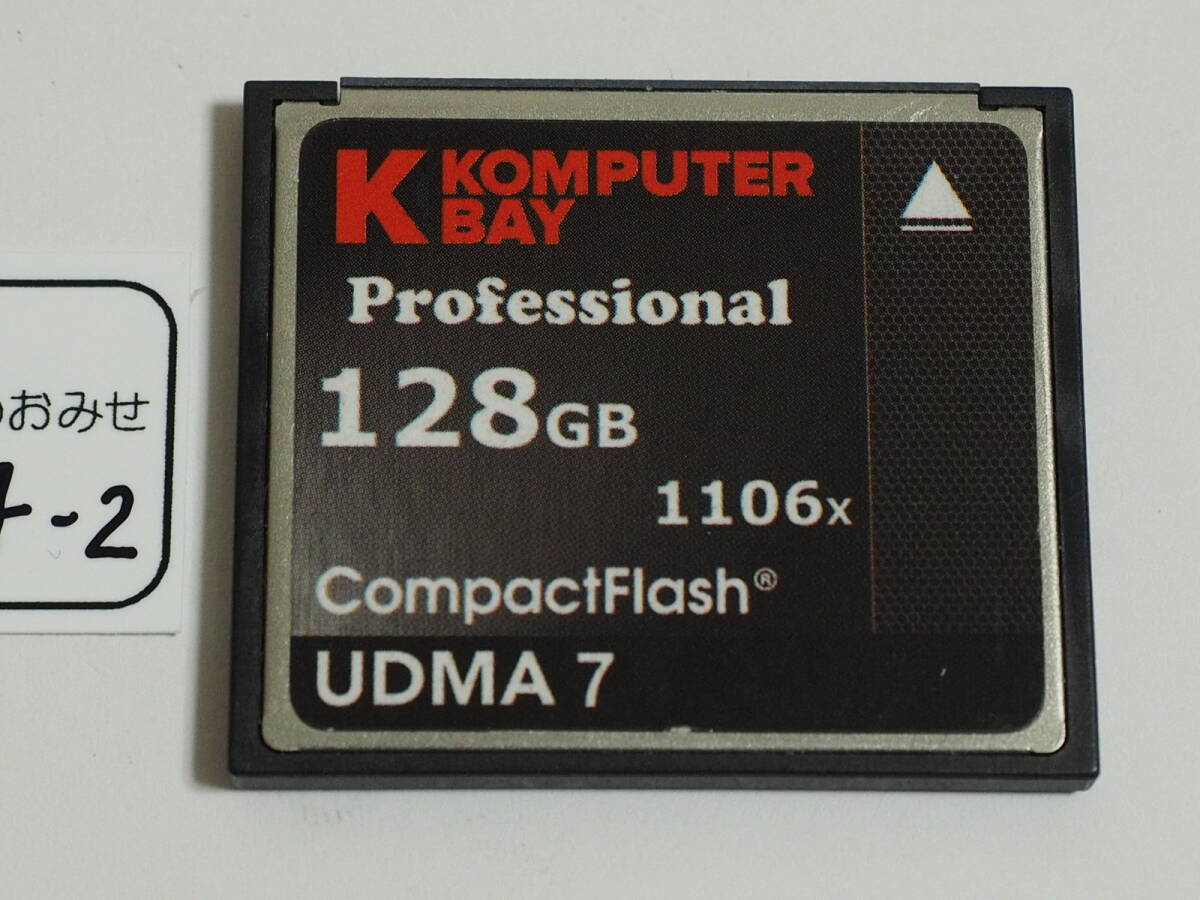 K KOMPUTER
BAY
Professional
128GB
1106x
CompactFlash®
UDMA 7
おみせ
-2